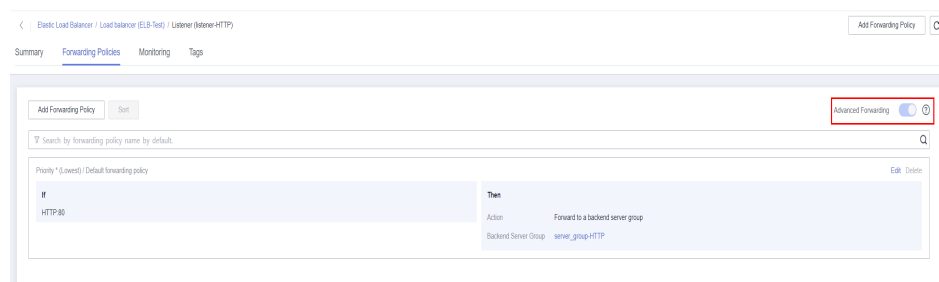 Elastic Load Balancer / Load balancer (ELB-Test) / Listener (listener-HTTP)
Add Forwarding Policy
Summary Forwarding Policies Monitoring Tags
Add Forwarding Policy Sort Advanced Forwarding ?
Search by forwarding policy name by default.
Priority * (Lowest) / Default forwarding policy Edit Delete
If Then
HTTP:80 Action Forward to a backend server group
Backend Server Group server_group-HTTP